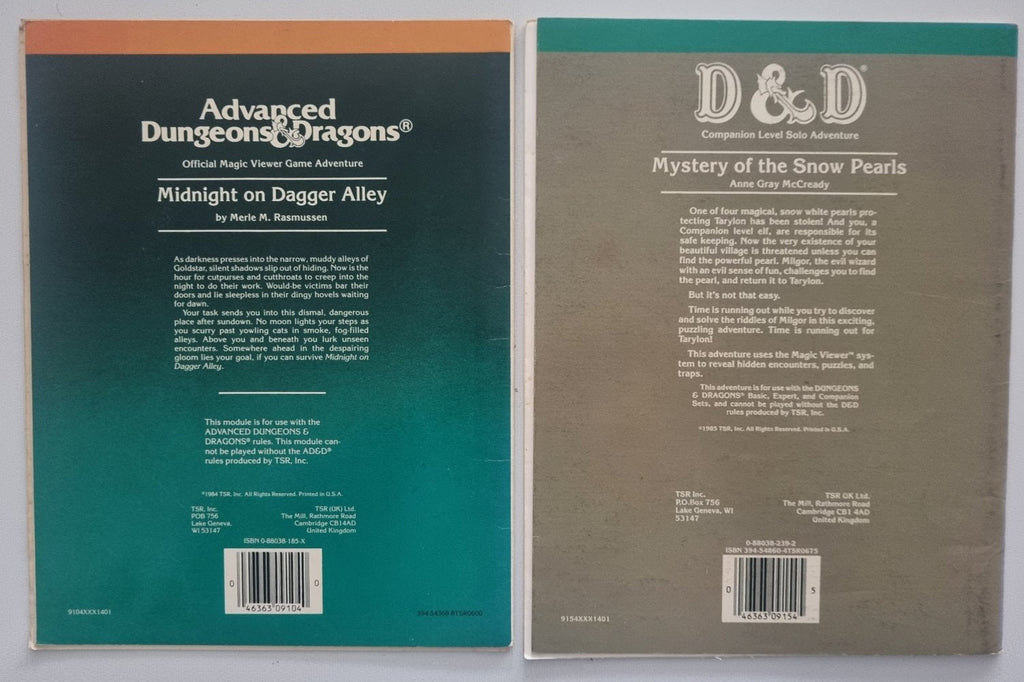 Advanced
Dungeons & Dragons®
Official Magic Viewer Game Adventure
Midnight on Dagger Alley
by Merle M. Rasmussen
As darkness presses into the narrow, muddy alleys of
Goldstar, silent shadows slip out of hiding. Now is the
hour for cutpurses and cutthroats to creep into the
night to do their work. Would-be victims bar their
doors and lie sleepless in their dingy hovels waiting
for dawn.
Your task sends you into this dismal, dangerous
place after sundown. No moon lights your steps as
you scurry past yowling cats in smoke, fog-filled
alleys. Above you and beneath you lurk unseen
encounters. Somewhere ahead in the despairing
gloom lies your goal, if you can survive Midnight on
Dagger Alley.
This module is for use with the
ADVANCED DUNGEONS &
DRAGONS® rules. This module can-
not be played without the AD&D®
rules produced by TSR, Inc.
©1984 TSR, Inc. All Rights Reserved. Printed in U.S.A.
TSR, Inc.
POB 756
Lake Geneva,
WI 53147
TSR (UK) Ltd.
The Mill, Rathmore Road
Cambridge CB14AD
United Kingdom
ISBN 0-88038-185-X
0 46363 09104 0
9104XXX1401
D&D®
Companion Level Solo Adventure
Mystery of the Snow Pearls
Anne Gray McCready
One of four magical, snow white pearls pro-
tecting Tarylon has been stolen! And you, a
Companion level elf, are responsible for its
safe keeping. Now the very existence of your
beautiful village is threatened unless you can
find the powerful pearl. Milgor, the evil wizard
with an evil sense of fun, challenges you to find
the pearl, and return it to Tarylon.
But it's not that easy.
Time is running out while you try to discover
and solve the riddles of Milgor in this exciting,
puzzling adventure. Time is running out for
Tarylon!
This adventure uses the Magic Viewer™ sys-
tem to reveal hidden encounters, puzzles, and
traps.
This adventure is for use with the DUNGEONS
& DRAGONS® Basic, Expert, and Companion
Sets, and cannot be played without the D&D
rules produced by TSR, Inc.
©1985 TSR, Inc. All Rights Reserved. Printed in U.S.A.
TSR Inc.
P.O.Box 756
Lake Geneva, WI
53147
TSR UK Ltd.
The Mill, Rathmore Road
Cambridge CB1 4AD
United Kingdom
0-88038-239-2
ISBN 394-54860-4TSR0675
0 46363 09154 5
9154XXX1401